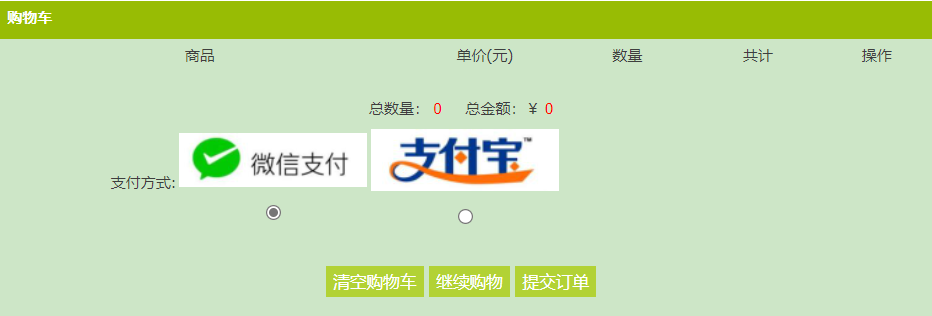 购物车
商品 单价(元) 数量 共计 操作
总数量： 0 总金额：￥ 0
支付方式: 微信支付 支付宝™
清空购物车 继续购物 提交订单